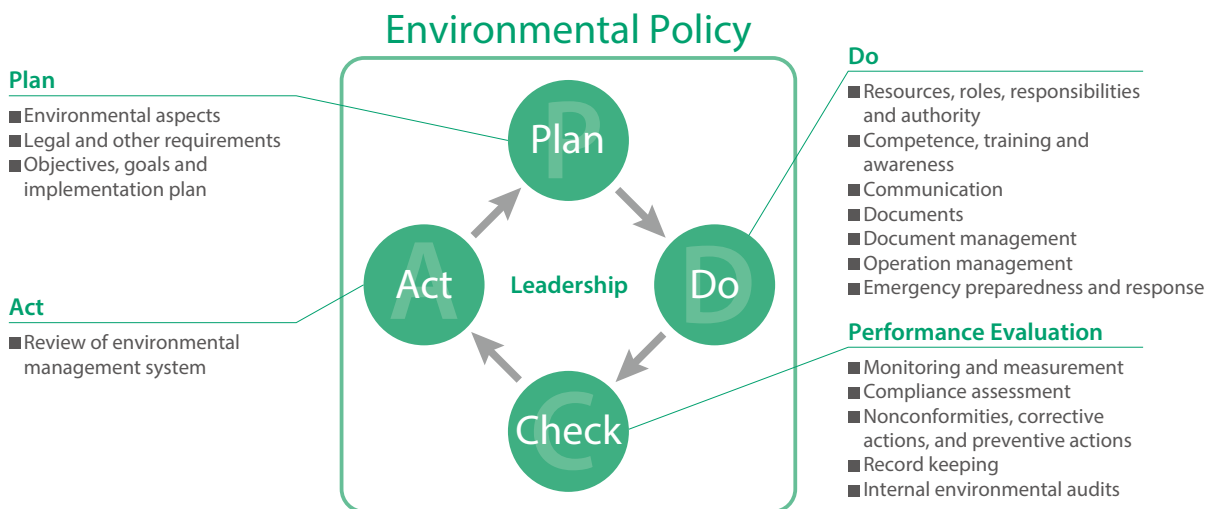 Environmental Policy
Plan
■Environmental aspects
■Legal and other requirements
■Objectives, goals and
implementation plan
Act
■Review of environmental
management system
P
Plan
A
Act
Leadership
D
Do
C
Check
Do
■Resources, roles, responsibilities
and authority
■Competence, training and
awareness
■Communication
■Documents
■Document management
■Operation management
■Emergency preparedness and response
Performance Evaluation
■Monitoring and measurement
■Compliance assessment
■Nonconformities, corrective
actions, and preventive actions
■Record keeping
■Internal environmental audits